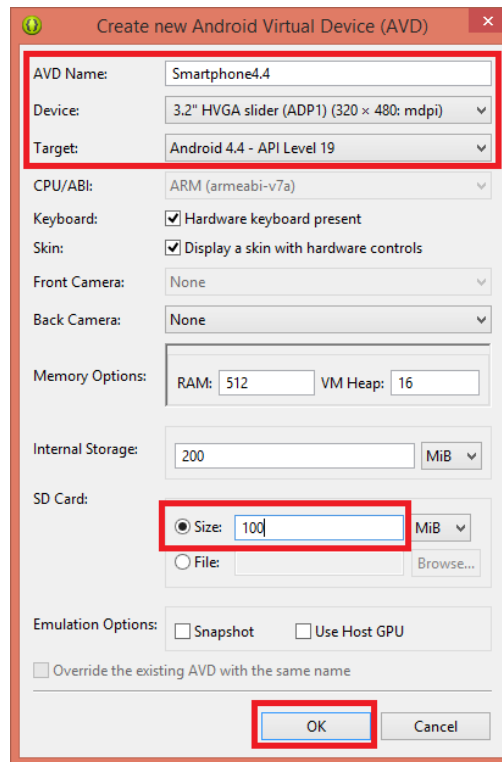 Create new Android Virtual Device (AVD)
AVD Name: Smartphone4.4
Device: 3.2" HVGA slider (ADP1) (320 × 480: mdpi)
Target: Android 4.4 - API Level 19
CPU/ABI: ARM (armeabi-v7a)
Keyboard: Hardware keyboard present
Skin: Display a skin with hardware controls
Front Camera: None
Back Camera: None
Memory Options: RAM: 512 VM Heap: 16
Internal Storage: 200 MiB
SD Card:
Size: 100 MiB
File: Browse...
Emulation Options: Snapshot Use Host GPU
Override the existing AVD with the same name
OK Cancel